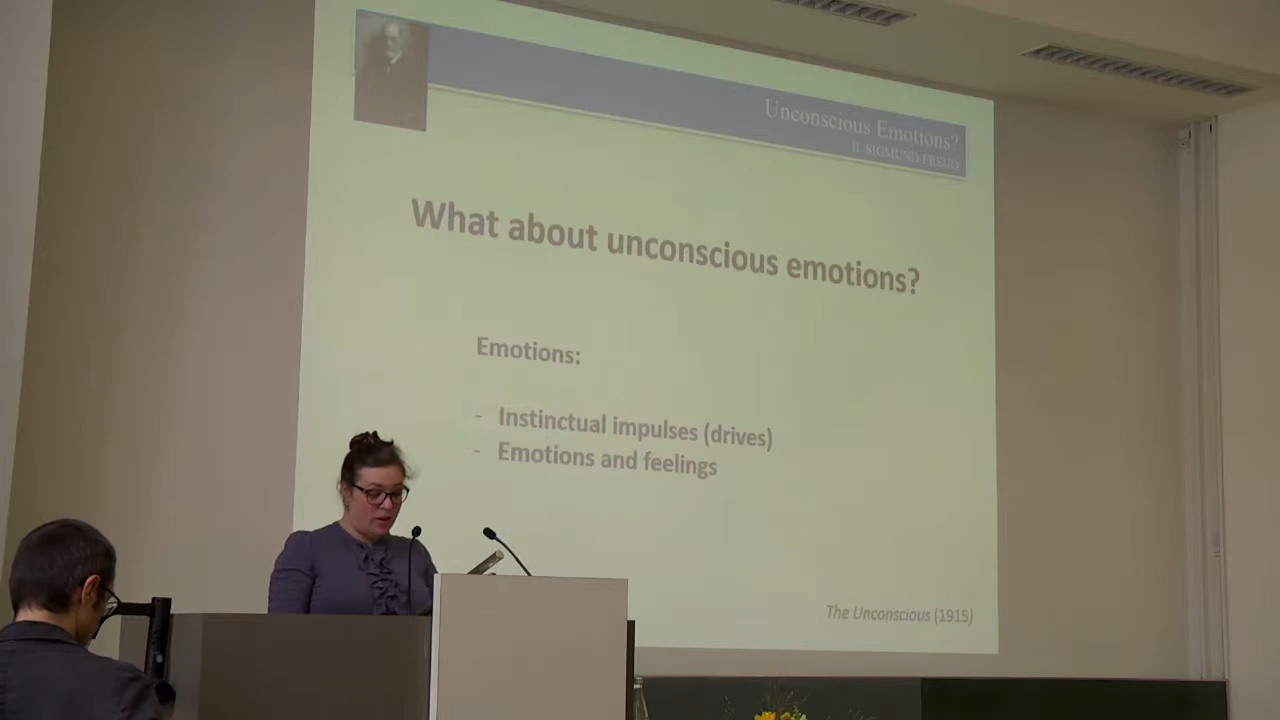 Unconscious Emotions?
II. SIGMUND FREUD
What about unconscious emotions?
Emotions:
- Instinctual impulses (drives)
- Emotions and feelings
The Unconscious (1915)